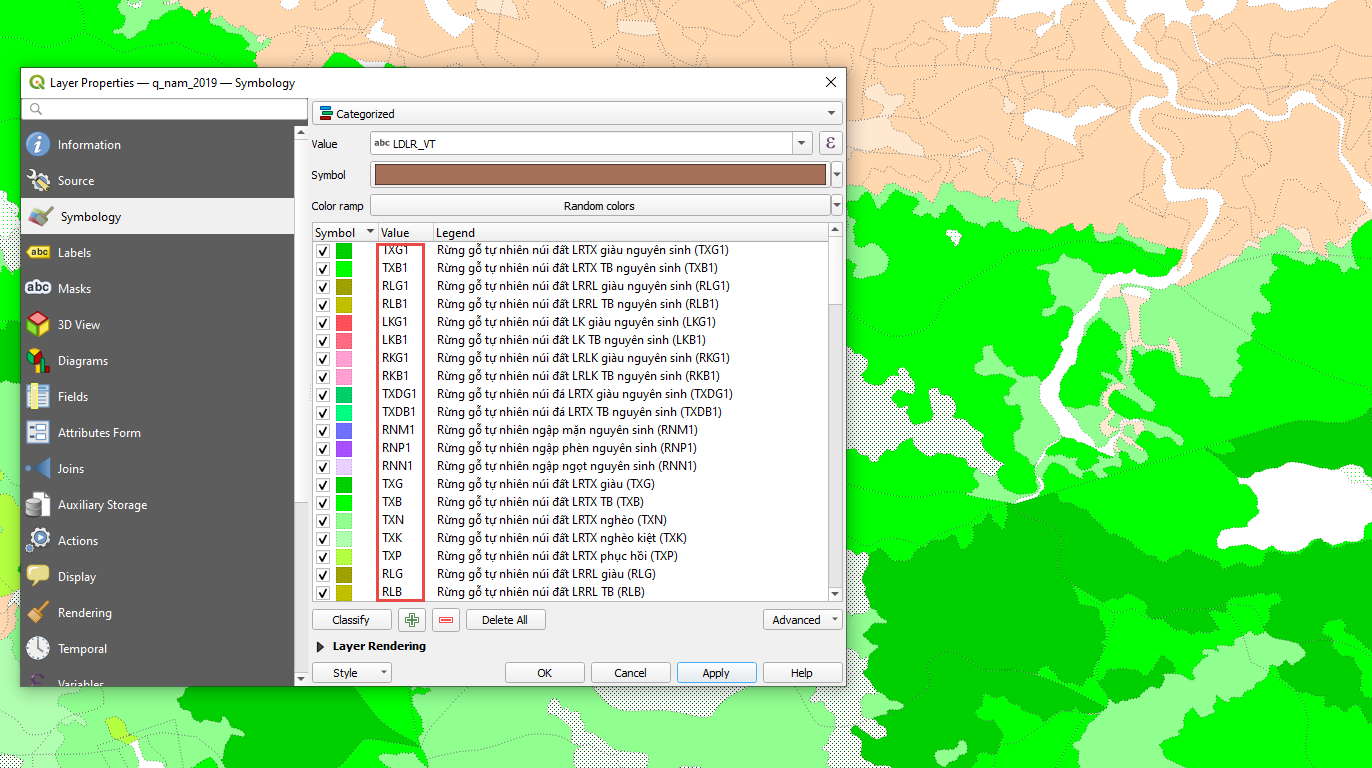 Layer Properties — q_nam_2019 — Symbology
Information
Source
Symbology
abc Labels
abc Masks
3D View
Diagrams
Fields
Attributes Form
Joins
Auxiliary Storage
Actions
Display
Rendering
Temporal
Variables
Categorized
Value abc LDLR_VT ε
Symbol
Color ramp Random colors
Symbol Value Legend
TXG1 Rừng gỗ tự nhiên núi đất LRTX giàu nguyên sinh (TXG1)
TXB1 Rừng gỗ tự nhiên núi đất LRTX TB nguyên sinh (TXB1)
RLG1 Rừng gỗ tự nhiên núi đất LRRL giàu nguyên sinh (RLG1)
RLB1 Rừng gỗ tự nhiên núi đất LRRL TB nguyên sinh (RLB1)
LKG1 Rừng gỗ tự nhiên núi đất LK giàu nguyên sinh (LKG1)
LKB1 Rừng gỗ tự nhiên núi đất LK TB nguyên sinh (LKB1)
RKG1 Rừng gỗ tự nhiên núi đất LRLK giàu nguyên sinh (RKG1)
RKB1 Rừng gỗ tự nhiên núi đất LRLK TB nguyên sinh (RKB1)
TXDG1 Rừng gỗ tự nhiên núi đá LRTX giàu nguyên sinh (TXDG1)
TXDB1 Rừng gỗ tự nhiên núi đá LRTX TB nguyên sinh (TXDB1)
RNM1 Rừng gỗ tự nhiên ngập mặn nguyên sinh (RNM1)
RNP1 Rừng gỗ tự nhiên ngập phèn nguyên sinh (RNP1)
RNN1 Rừng gỗ tự nhiên ngập ngọt nguyên sinh (RNN1)
TXG Rừng gỗ tự nhiên núi đất LRTX giàu (TXG)
TXB Rừng gỗ tự nhiên núi đất LRTX TB (TXB)
TXN Rừng gỗ tự nhiên núi đất LRTX nghèo (TXN)
TXK Rừng gỗ tự nhiên núi đất LRTX nghèo kiệt (TXK)
TXP Rừng gỗ tự nhiên núi đất LRTX phục hồi (TXP)
RLG Rừng gỗ tự nhiên núi đất LRRL giàu (RLG)
RLB Rừng gỗ tự nhiên núi đất LRRL TB (RLB)
Classify Delete All Advanced
Layer Rendering
Style OK Cancel Apply Help